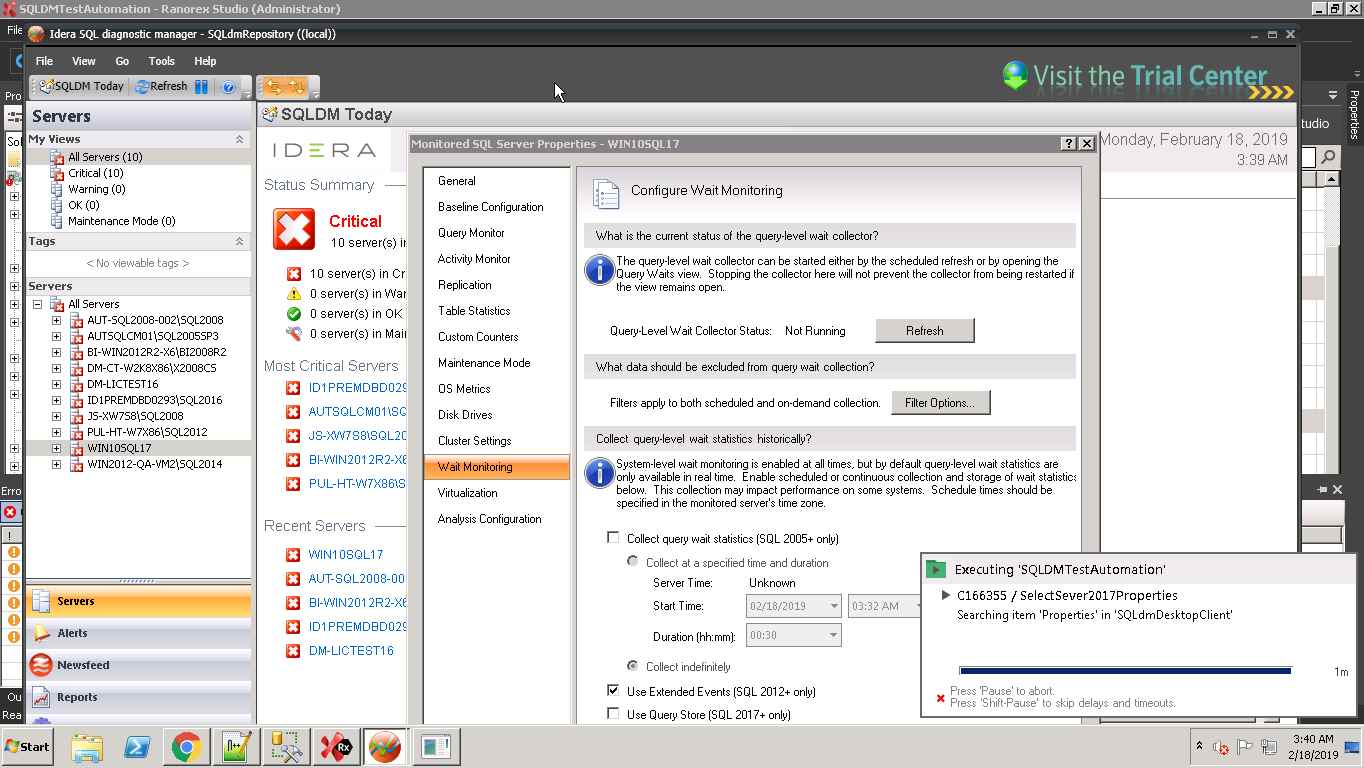 SQLDMTestAutomation - Ranorex Studio (Administrator)
File
Idera SQL diagnostic manager - SQLdmRepository ((local))
File View Go Tools Help
SQLDM Today Refresh
Visit the Trial Center
Properties
tudio
Pro
Sol
Servers
SQLDM Today
My Views
All Servers (10)
Critical (10)
Warning (0)
OK (0)
Maintenance Mode (0)
Tags
< No viewable tags >
Servers
All Servers
AUT-SQL2008-002\SQL2008
AUTSQLCM01\SQL2005SP3
BI-WIN2012R2-X6\BI2008R2
DM-CT-W2K8X86\X2008CS
DM-LICTEST16
ID1PREMDBD0293\SQL2016
JS-XW7S8\SQL2008
PUL-HT-W7X86\SQL2012
WIN10SQL17
WIN2012-QA-VM2\SQL2014
Erro
!
Servers
Alerts
Newsfeed
Reports
Ou
Rea
IDERA
Monday, February 18, 2019
3:39 AM
Status Summary
Critical
10 server(s) in
10 server(s) in Cr
0 server(s) in War
0 server(s) in OK
0 server(s) in Mai
Most Critical Servers
ID1PREMDBD029
AUTSQLCM01\SQ
JS-XW7S8\SQL20
BI-WIN2012R2-X6
PUL-HT-W7X86\S
Recent Servers
WIN10SQL17
AUT-SQL2008-00
BI-WIN2012R2-X6
ID1PREMDBD029
DM-LICTEST16
Monitored SQL Server Properties - WIN10SQL17
General
Baseline Configuration
Query Monitor
Activity Monitor
Replication
Table Statistics
Custom Counters
Maintenance Mode
OS Metrics
Disk Drives
Cluster Settings
Wait Monitoring
Virtualization
Analysis Configuration
Configure Wait Monitoring
What is the current status of the query-level wait collector?
The query-level wait collector can be started either by the scheduled refresh or by opening the
Query Waits view. Stopping the collector here will not prevent the collector from being restarted if
the view remains open.
Query-Level Wait Collector Status: Not Running Refresh
What data should be excluded from query wait collection?
Filters apply to both scheduled and on-demand collection. Filter Options...
Collect query-level wait statistics historically?
System-level wait monitoring is enabled at all times, but by default query-level wait statistics are
only available in real time. Enable scheduled or continuous collection and storage of wait statistics
below. This collection may impact performance on some systems. Schedule times should be
specified in the monitored server's time zone.
Collect query wait statistics (SQL 2005+ only)
Collect at a specified time and duration
Server Time: Unknown
Start Time: 02/18/2019 03:32 AM
Duration (hh:mm): 00:30
Collect indefinitely
Use Extended Events (SQL 2012+ only)
Use Query Store (SQL 2017+ only)
Executing 'SQLDMTestAutomation'
C166355 / SelectSever2017Properties
Searching item 'Properties' in 'SQLdmDesktopClient'
1m
Press 'Pause' to abort.
Press 'Shift-Pause' to skip delays and timeouts.
Start
Rx
3:40 AM
2/18/2019